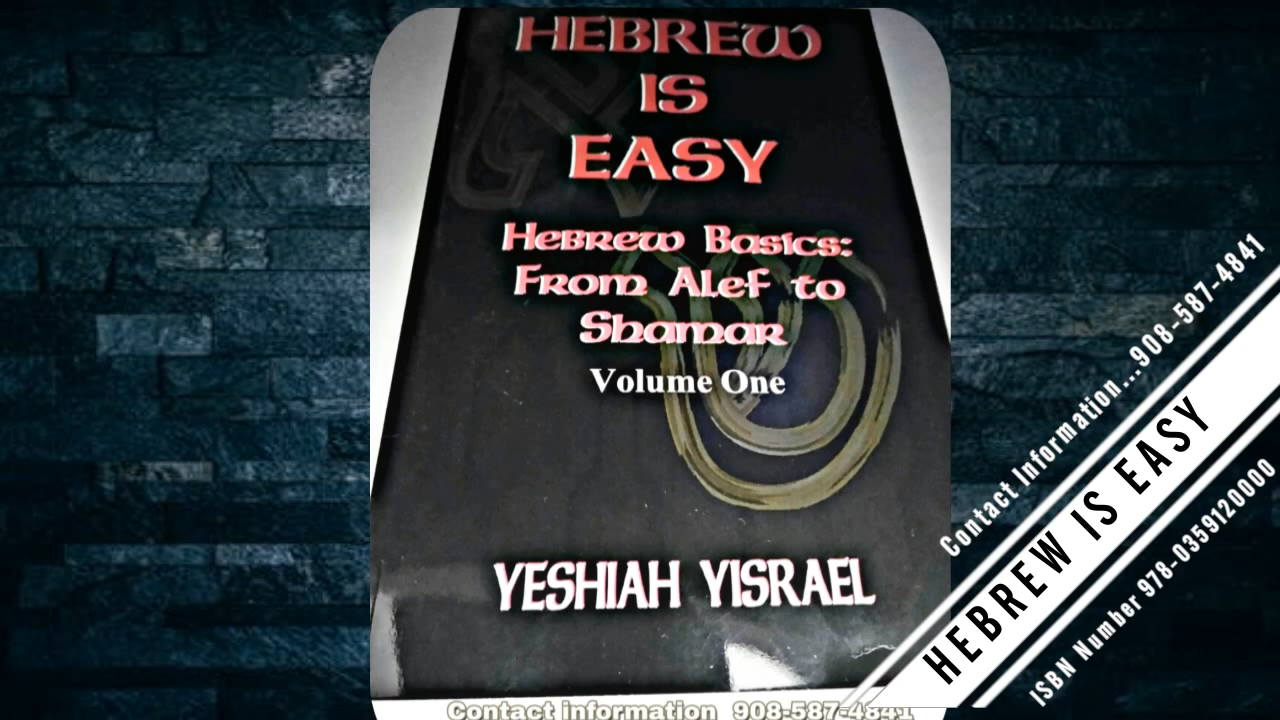 HEBREW
IS
EASY
Hebrew Basics:
From Alef to
Shamar
Volume One
YESHIAH YISRAEL
Contact information 908-587-4841
Contact Information...908-587-4841
HEBREW IS EASY
ISBN Number 978-0359120000